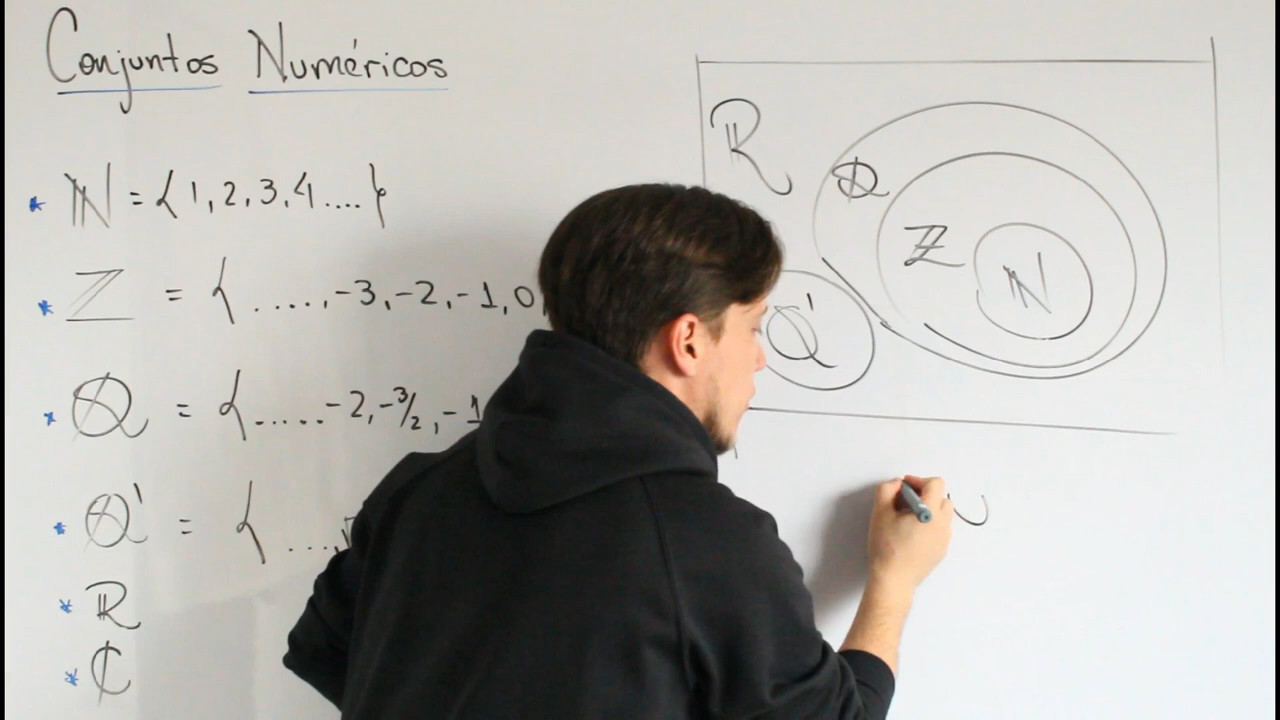 Conjuntos Numéricos
* ℕ = { 1, 2, 3, 4 .... }
* ℤ = { ....., -3, -2, -1, 0,
* ℚ = { ..... -2, -3/2, -1
* ℚ' = { ....,
* ℝ
* ℂ
ℝ
ℚ
ℤ
ℕ
ℚ'